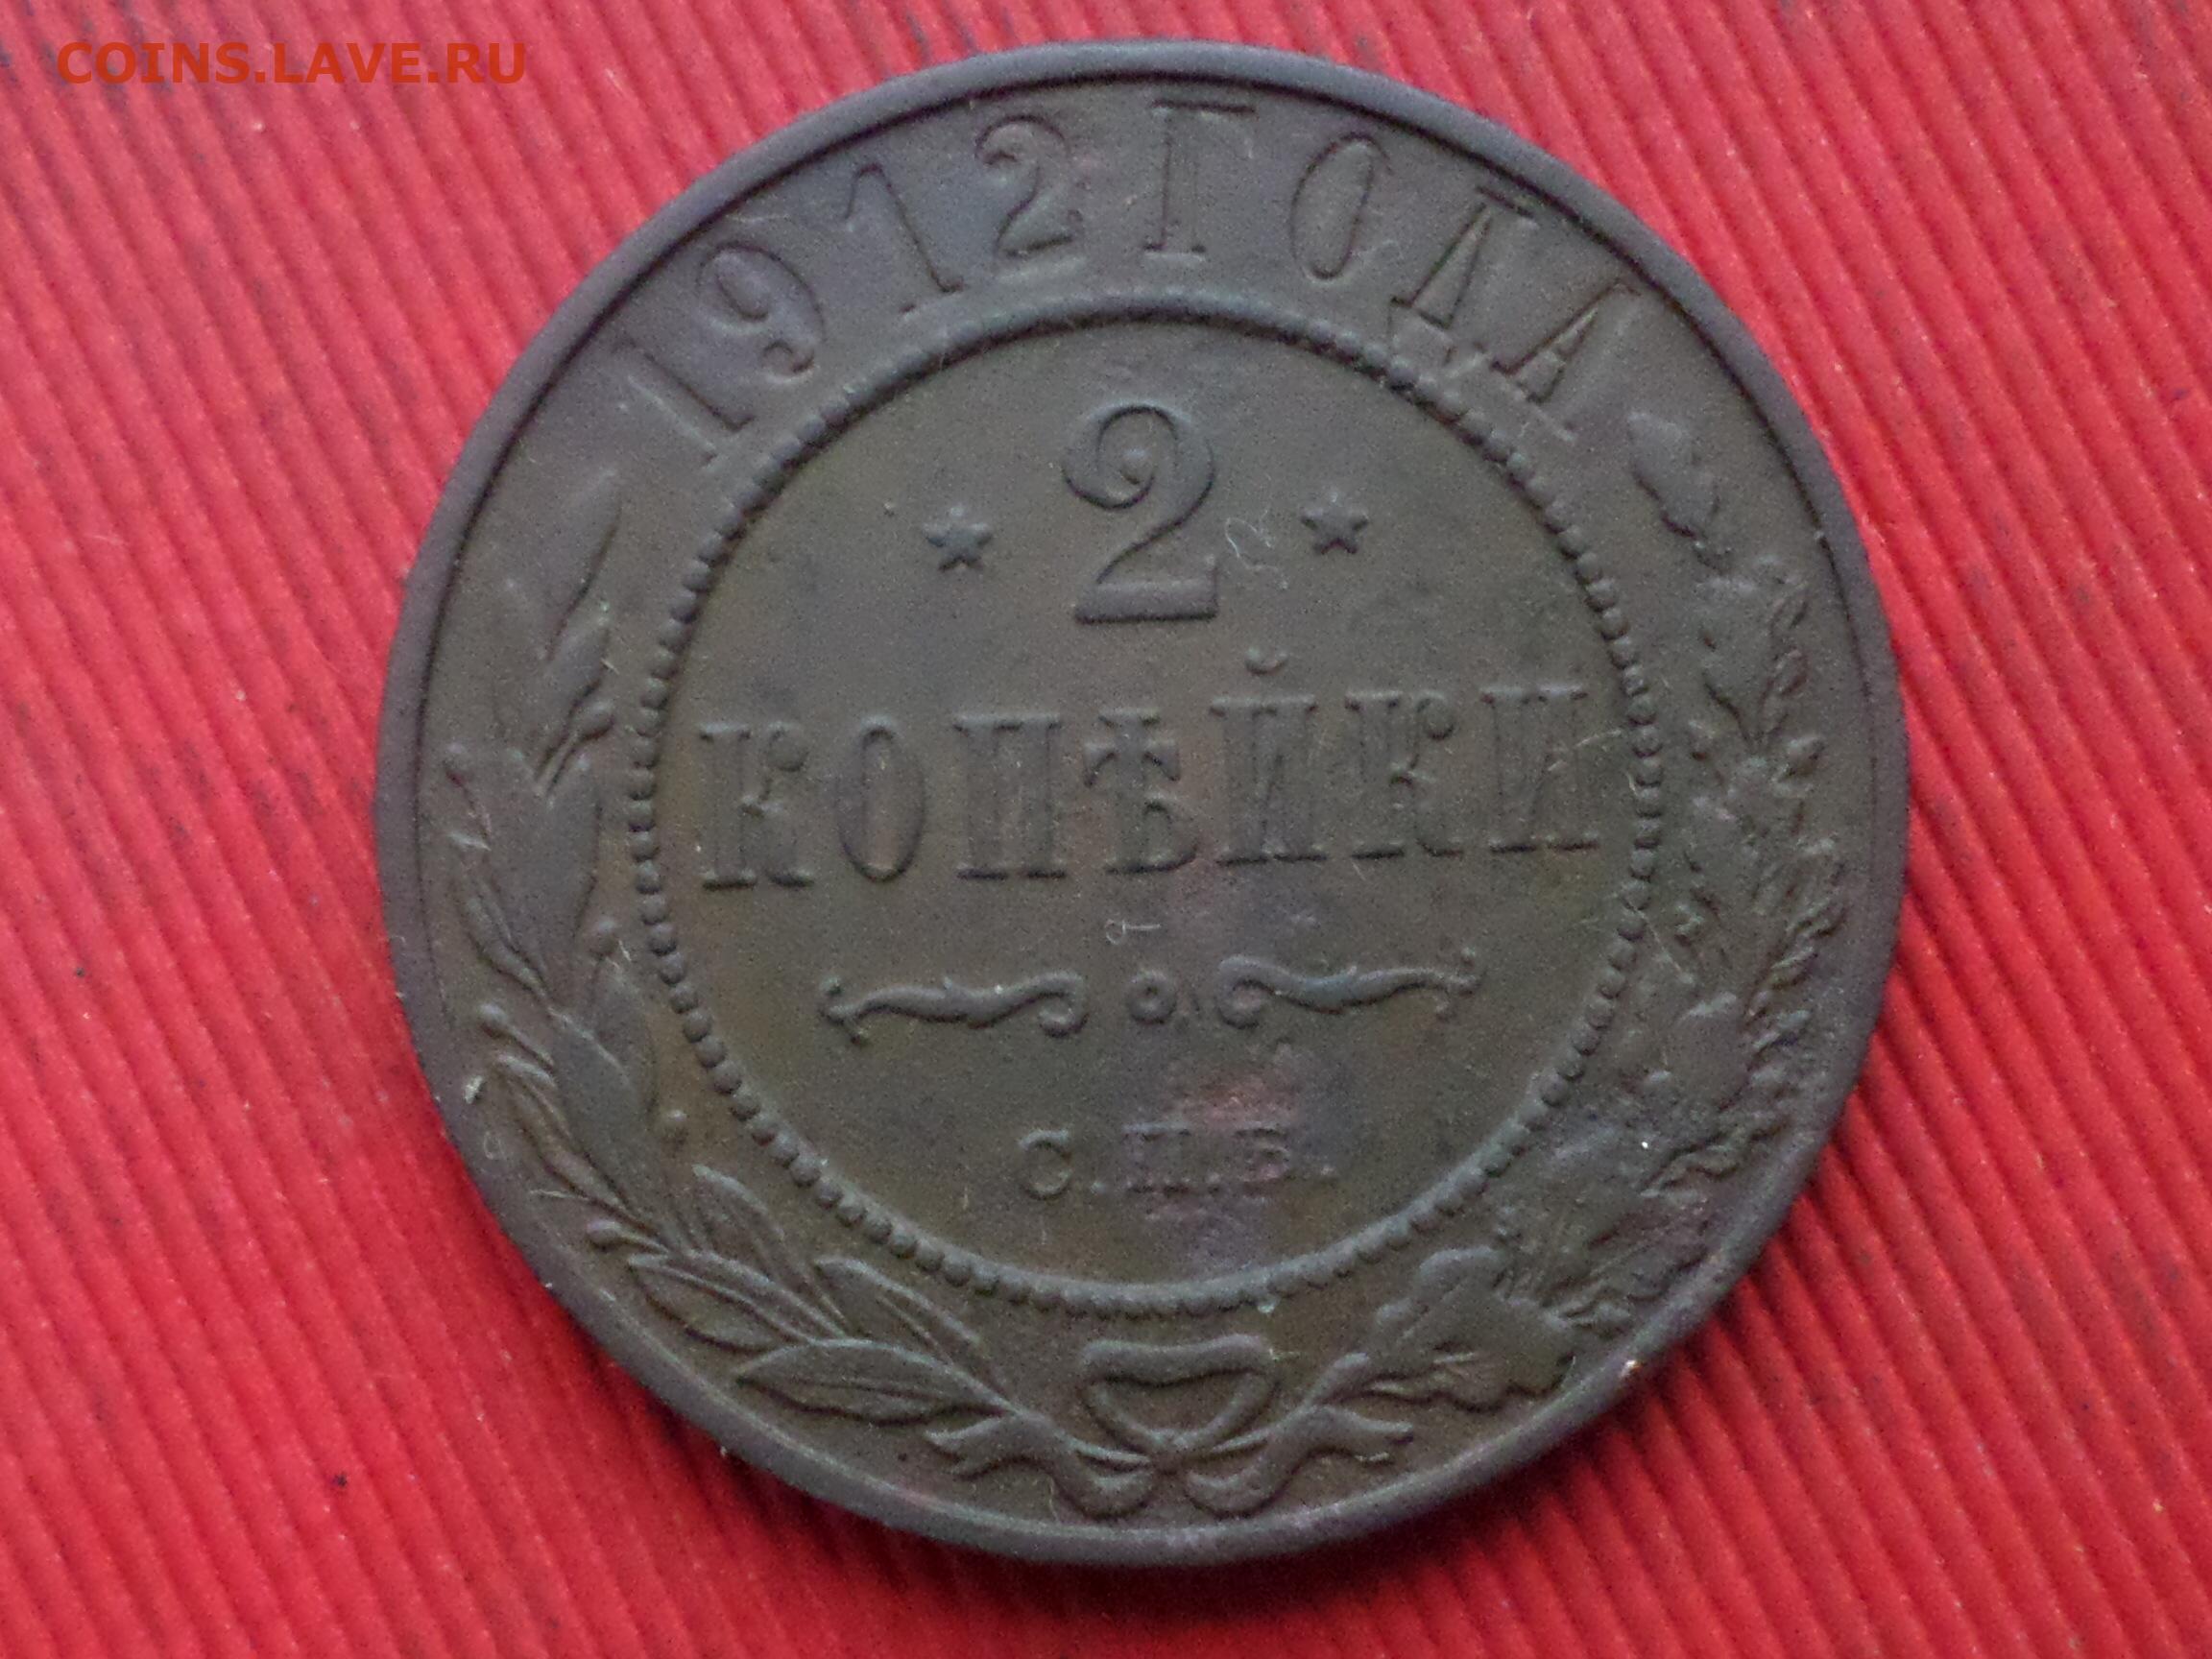 COINS.LAVE.RU
1912 ГОДА
2
КОПѢЙКИ
С.П.Б.